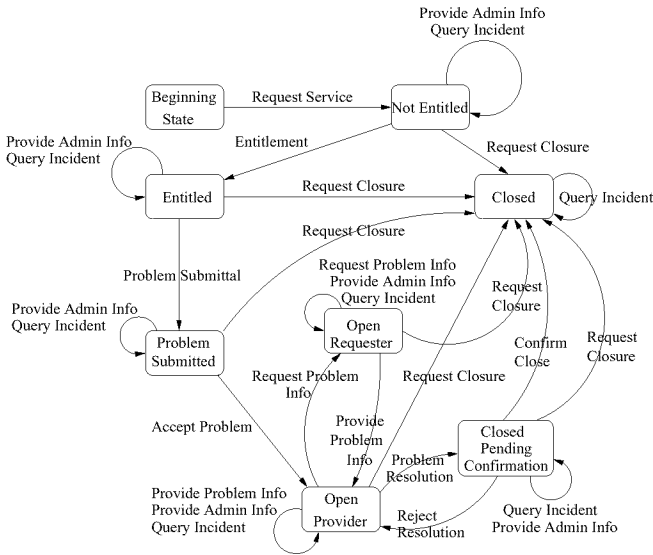 Provide Admin Info
Query Incident
Beginning
State
Request Service
Not Entitled
Provide Admin Info
Query Incident
Entitlement
Request Closure
Entitled
Request Closure
Closed
Query Incident
Request Closure
Problem Submittal
Request Problem Info
Provide Admin Info
Query Incident
Request
Closure
Provide Admin Info
Query Incident
Problem
Submitted
Open
Requester
Confirm
Close
Request
Closure
Request Problem
Info
Request Closure
Accept Problem
Provide
Problem
Info
Closed
Pending
Confirmation
Problem
Resolution
Provide Problem Info
Provide Admin Info
Query Incident
Open
Provider
Reject
Resolution
Query Incident
Provide Admin Info